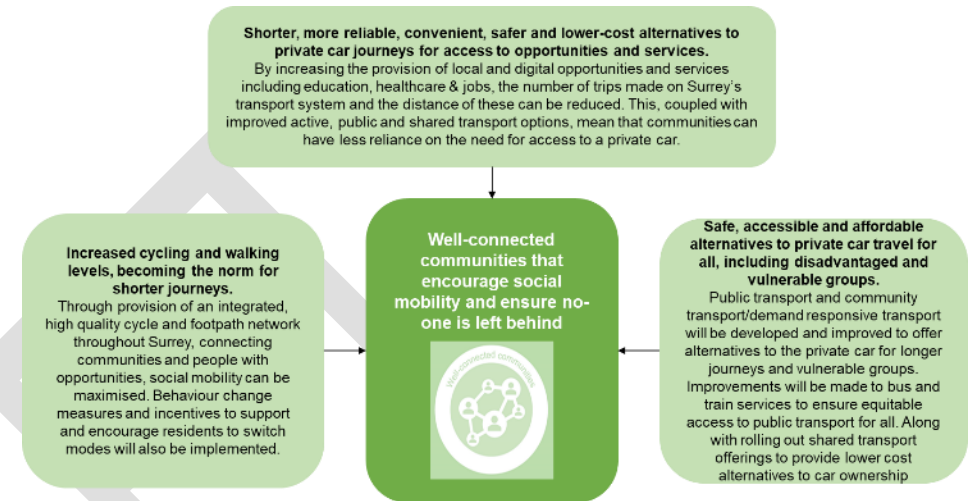 Shorter, more reliable, convenient, safer and lower-cost alternatives to
private car journeys for access to opportunities and services.
By increasing the provision of local and digital opportunities and services
including education, healthcare & jobs, the number of trips made on Surrey's
transport system and the distance of these can be reduced. This, coupled with
improved active, public and shared transport options, mean that communities can
have less reliance on the need for access to a private car.
Increased cycling and walking
levels, becoming the norm for
shorter journeys.
Through provision of an integrated,
high quality cycle and footpath network
throughout Surrey, connecting
communities and people with
opportunities, social mobility can be
maximised. Behaviour change
measures and incentives to support
and encourage residents to switch
modes will also be implemented.
Well-connected
communities that
encourage social
mobility and ensure no-
one is left behind
Well-connected communities
Safe, accessible and affordable
alternatives to private car travel for
all, including disadvantaged and
vulnerable groups.
Public transport and community
transport/demand responsive transport
will be developed and improved to offer
alternatives to the private car for longer
journeys and vulnerable groups.
Improvements will be made to bus and
train services to ensure equitable
access to public transport for all. Along
with rolling out shared transport
offerings to provide lower cost
alternatives to car ownership